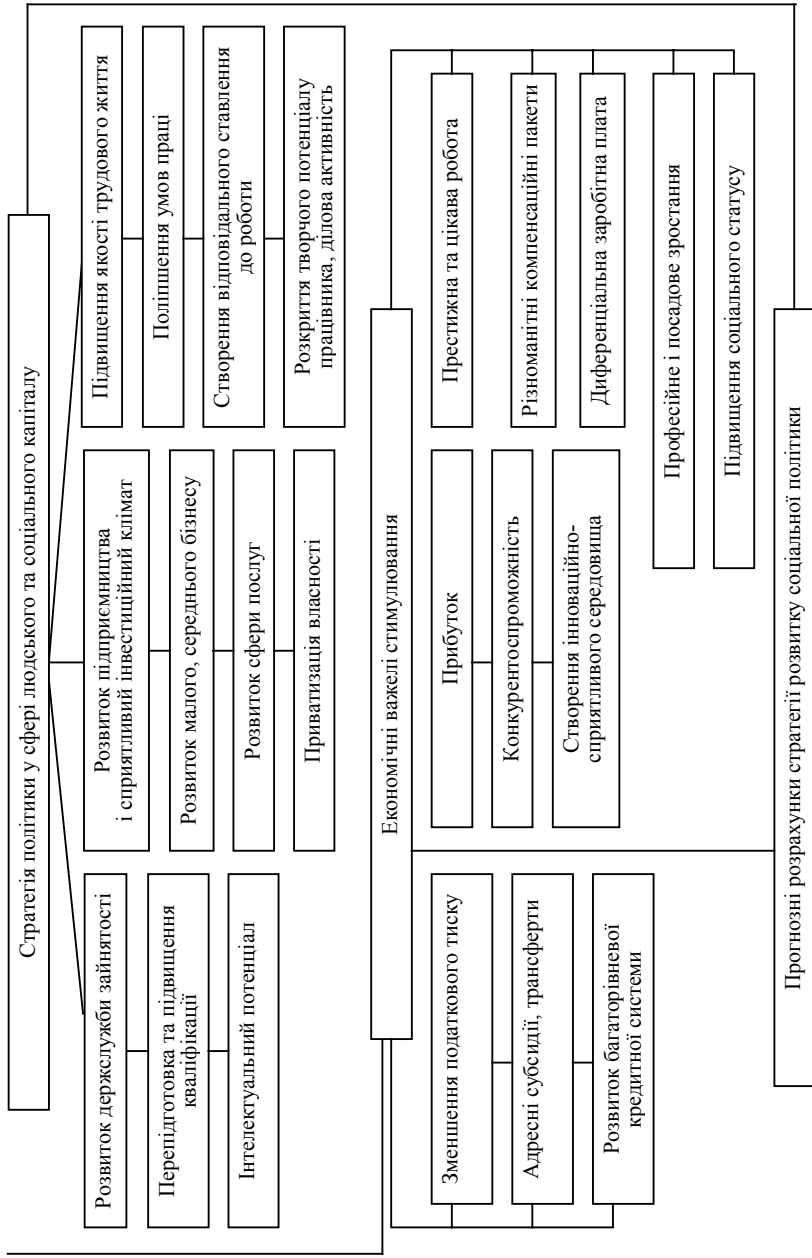 Стратегія політики у сфері людського та соціального капіталу
Розвиток держслужби зайнятості
Перепідготовка та підвищення
кваліфікації
Інтелектуальний потенціал
Розвиток підприємництва
і сприятливий інвестиційний клімат
Розвиток малого, середнього бізнесу
Розвиток сфери послуг
Приватизація власності
Підвищення якості трудового життя
Поліпшення умов праці
Створення відповідального ставлення
до роботи
Розкриття творчого потенціалу
працівника, ділова активність
Економічні важелі стимулювання
Зменшення податкового тиску
Адресні субсидії, трансферти
Розвиток багаторівневої
кредитної системи
Прибуток
Конкурентоспроможність
Створення інноваційно-
сприятливого середовища
Престижна та цікава робота
Різноманітні компенсаційні пакети
Диференціальна заробітна плата
Професійне і посадове зростання
Підвищення соціального статусу
Прогнозні розрахунки стратегії розвитку соціальної політики